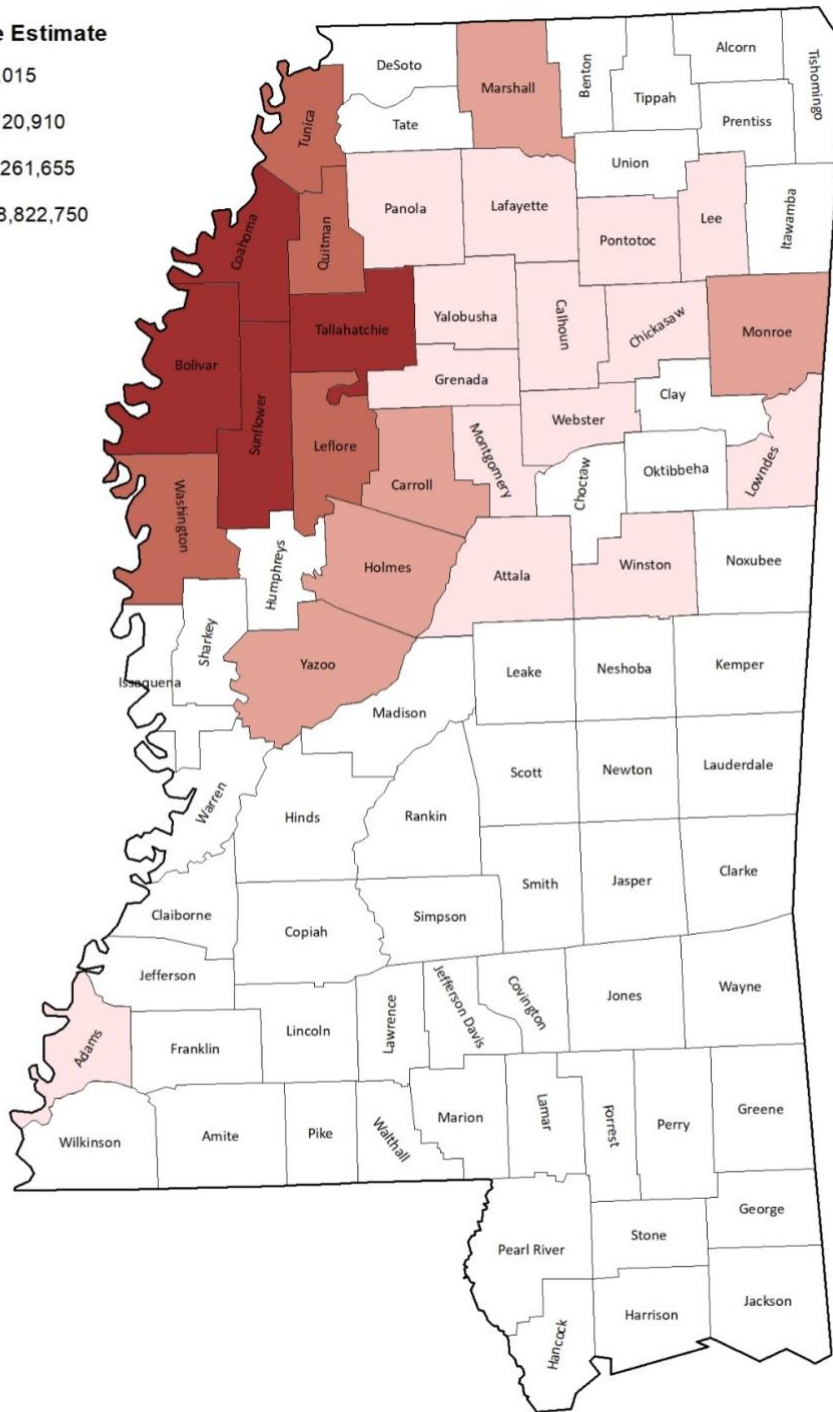 e Estimate
,015
20,910
261,655
3,822,750
DeSoto
Marshall
Benton
Tippah
Alcorn
Tishomingo
Tunica
Tate
Prentiss
Union
Panola
Lafayette
Pontotoc
Lee
Itawamba
Coahoma
Quitman
Tallahatchie
Yalobusha
Calhoun
Chickasaw
Monroe
Bolivar
Sunflower
Leflore
Grenada
Webster
Clay
Washington
Carroll
Montgomery
Choctaw
Oktibbeha
Lowndes
Humphreys
Holmes
Attala
Winston
Noxubee
Sharkey
Issaquena
Yazoo
Leake
Neshoba
Kemper
Madison
Warren
Hinds
Rankin
Scott
Newton
Lauderdale
Smith
Jasper
Clarke
Claiborne
Copiah
Simpson
Jefferson
Lawrence
Jefferson Davis
Covington
Jones
Wayne
Adams
Franklin
Lincoln
Wilkinson
Amite
Pike
Walthall
Marion
Lamar
Forrest
Perry
Greene
Pearl River
Stone
George
Hancock
Harrison
Jackson